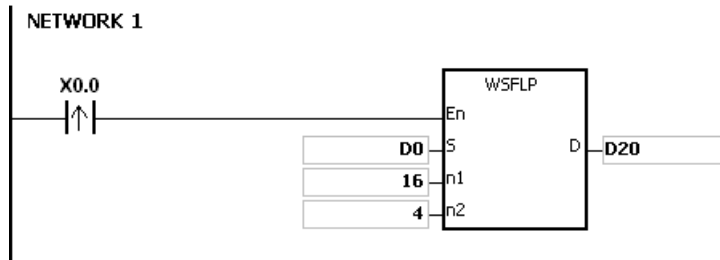 NETWORK 1
X0.0
WSFLP
En
D0 S D D20
16 n1
4 n2